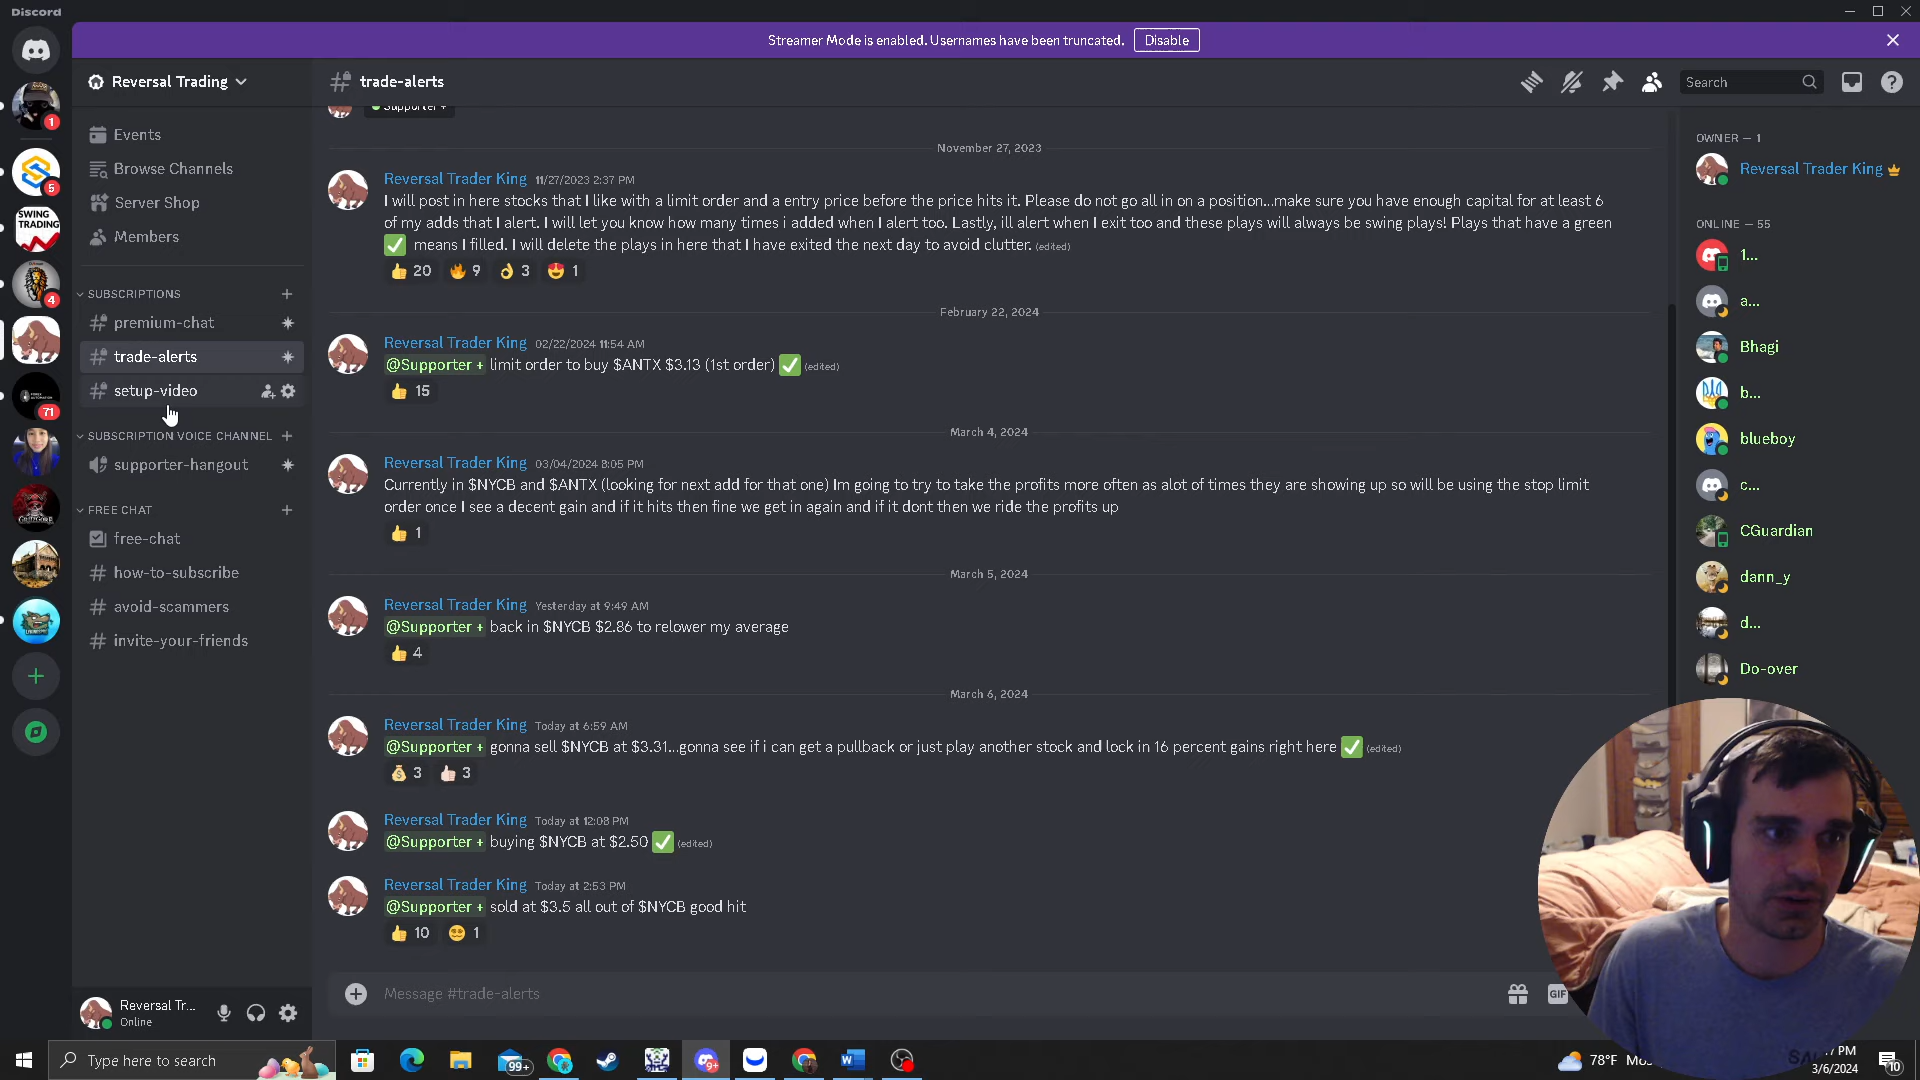 Discord
Streamer Mode is enabled. Usernames have been truncated.
Disable
Reversal Trading
trade-alerts
Search
Events
Browse Channels
Server Shop
Members
SUBSCRIPTIONS
premium-chat
trade-alerts
setup-video
SUBSCRIPTION VOICE CHANNEL
supporter-hangout
FREE CHAT
free-chat
how-to-subscribe
avoid-scammers
invite-your-friends
Reversal Tr...
Online
1
5
SWING
TRADING
4
71
Supporter +
November 27, 2023
Reversal Trader King 11/27/2023 2:37 PM
I will post in here stocks that I like with a limit order and a entry price before the price hits it. Please do not go all in on a position...make sure you have enough capital for at least 6
of my adds that I alert. I will let you know how many times i added when I alert too. Lastly, ill alert when I exit too and these plays will always be swing plays! Plays that have a green
✅ means I filled. I will delete the plays in here that I have exited the next day to avoid clutter. (edited)
👍 20 🔥 9 👌 3 😍 1
February 22, 2024
Reversal Trader King 02/22/2024 11:54 AM
@Supporter + limit order to buy $ANTX $3.13 (1st order) ✅ (edited)
👍 15
March 4, 2024
Reversal Trader King 03/04/2024 8:05 PM
Currently in $NYCB and $ANTX (looking for next add for that one) Im going to try to take the profits more often as alot of times they are showing up so will be using the stop limit
order once I see a decent gain and if it hits then fine we get in again and if it dont then we ride the profits up
👍 1
March 5, 2024
Reversal Trader King Yesterday at 9:49 AM
@Supporter + back in $NYCB $2.86 to relower my average
👍 4
March 6, 2024
Reversal Trader King Today at 6:59 AM
@Supporter + gonna sell $NYCB at $3.31...gonna see if i can get a pullback or just play another stock and lock in 16 percent gains right here ✅ (edited)
💰 3 👍🏻 3
Reversal Trader King Today at 12:08 PM
@Supporter + buying $NYCB at $2.50 ✅ (edited)
Reversal Trader King Today at 2:53 PM
@Supporter + sold at $3.5 all out of $NYCB good hit
👍 10 1
Message #trade-alerts
GIF
OWNER — 1
Reversal Trader King
ONLINE — 55
1...
a...
Bhagi
b...
blueboy
c...
CGuardian
dann_y
d...
Do-over
Type here to search
99+
9+
78°F
7 PM
3/6/2024
10